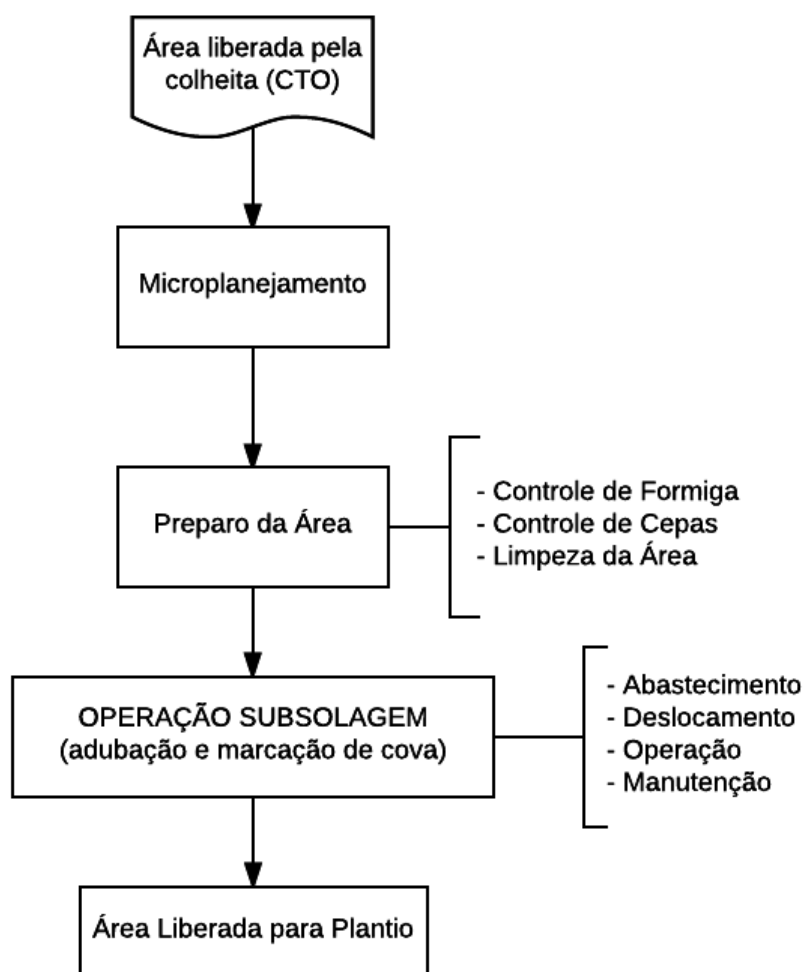 Área liberada pela
colheita (CTO)
Microplanejamento
Preparo da Área
- Controle de Formiga
- Controle de Cepas
- Limpeza da Área
OPERAÇÃO SUBSOLAGEM
(adubação e marcação de cova)
- Abastecimento
- Deslocamento
- Operação
- Manutenção
Área Liberada para Plantio